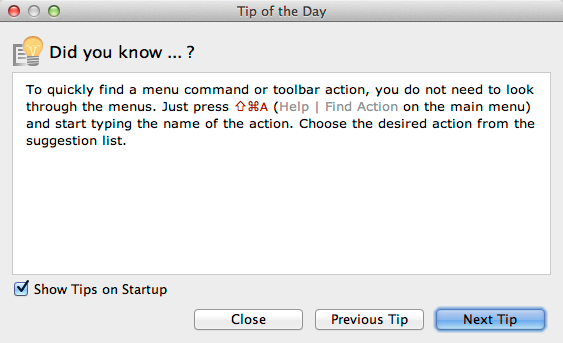 Tip of the Day
Did you know ... ?
To quickly find a menu command or toolbar action, you do not need to look
through the menus. Just press ⇧⌘A (Help | Find Action on the main menu)
and start typing the name of the action. Choose the desired action from the
suggestion list.
Show Tips on Startup
Close
Previous Tip
Next Tip